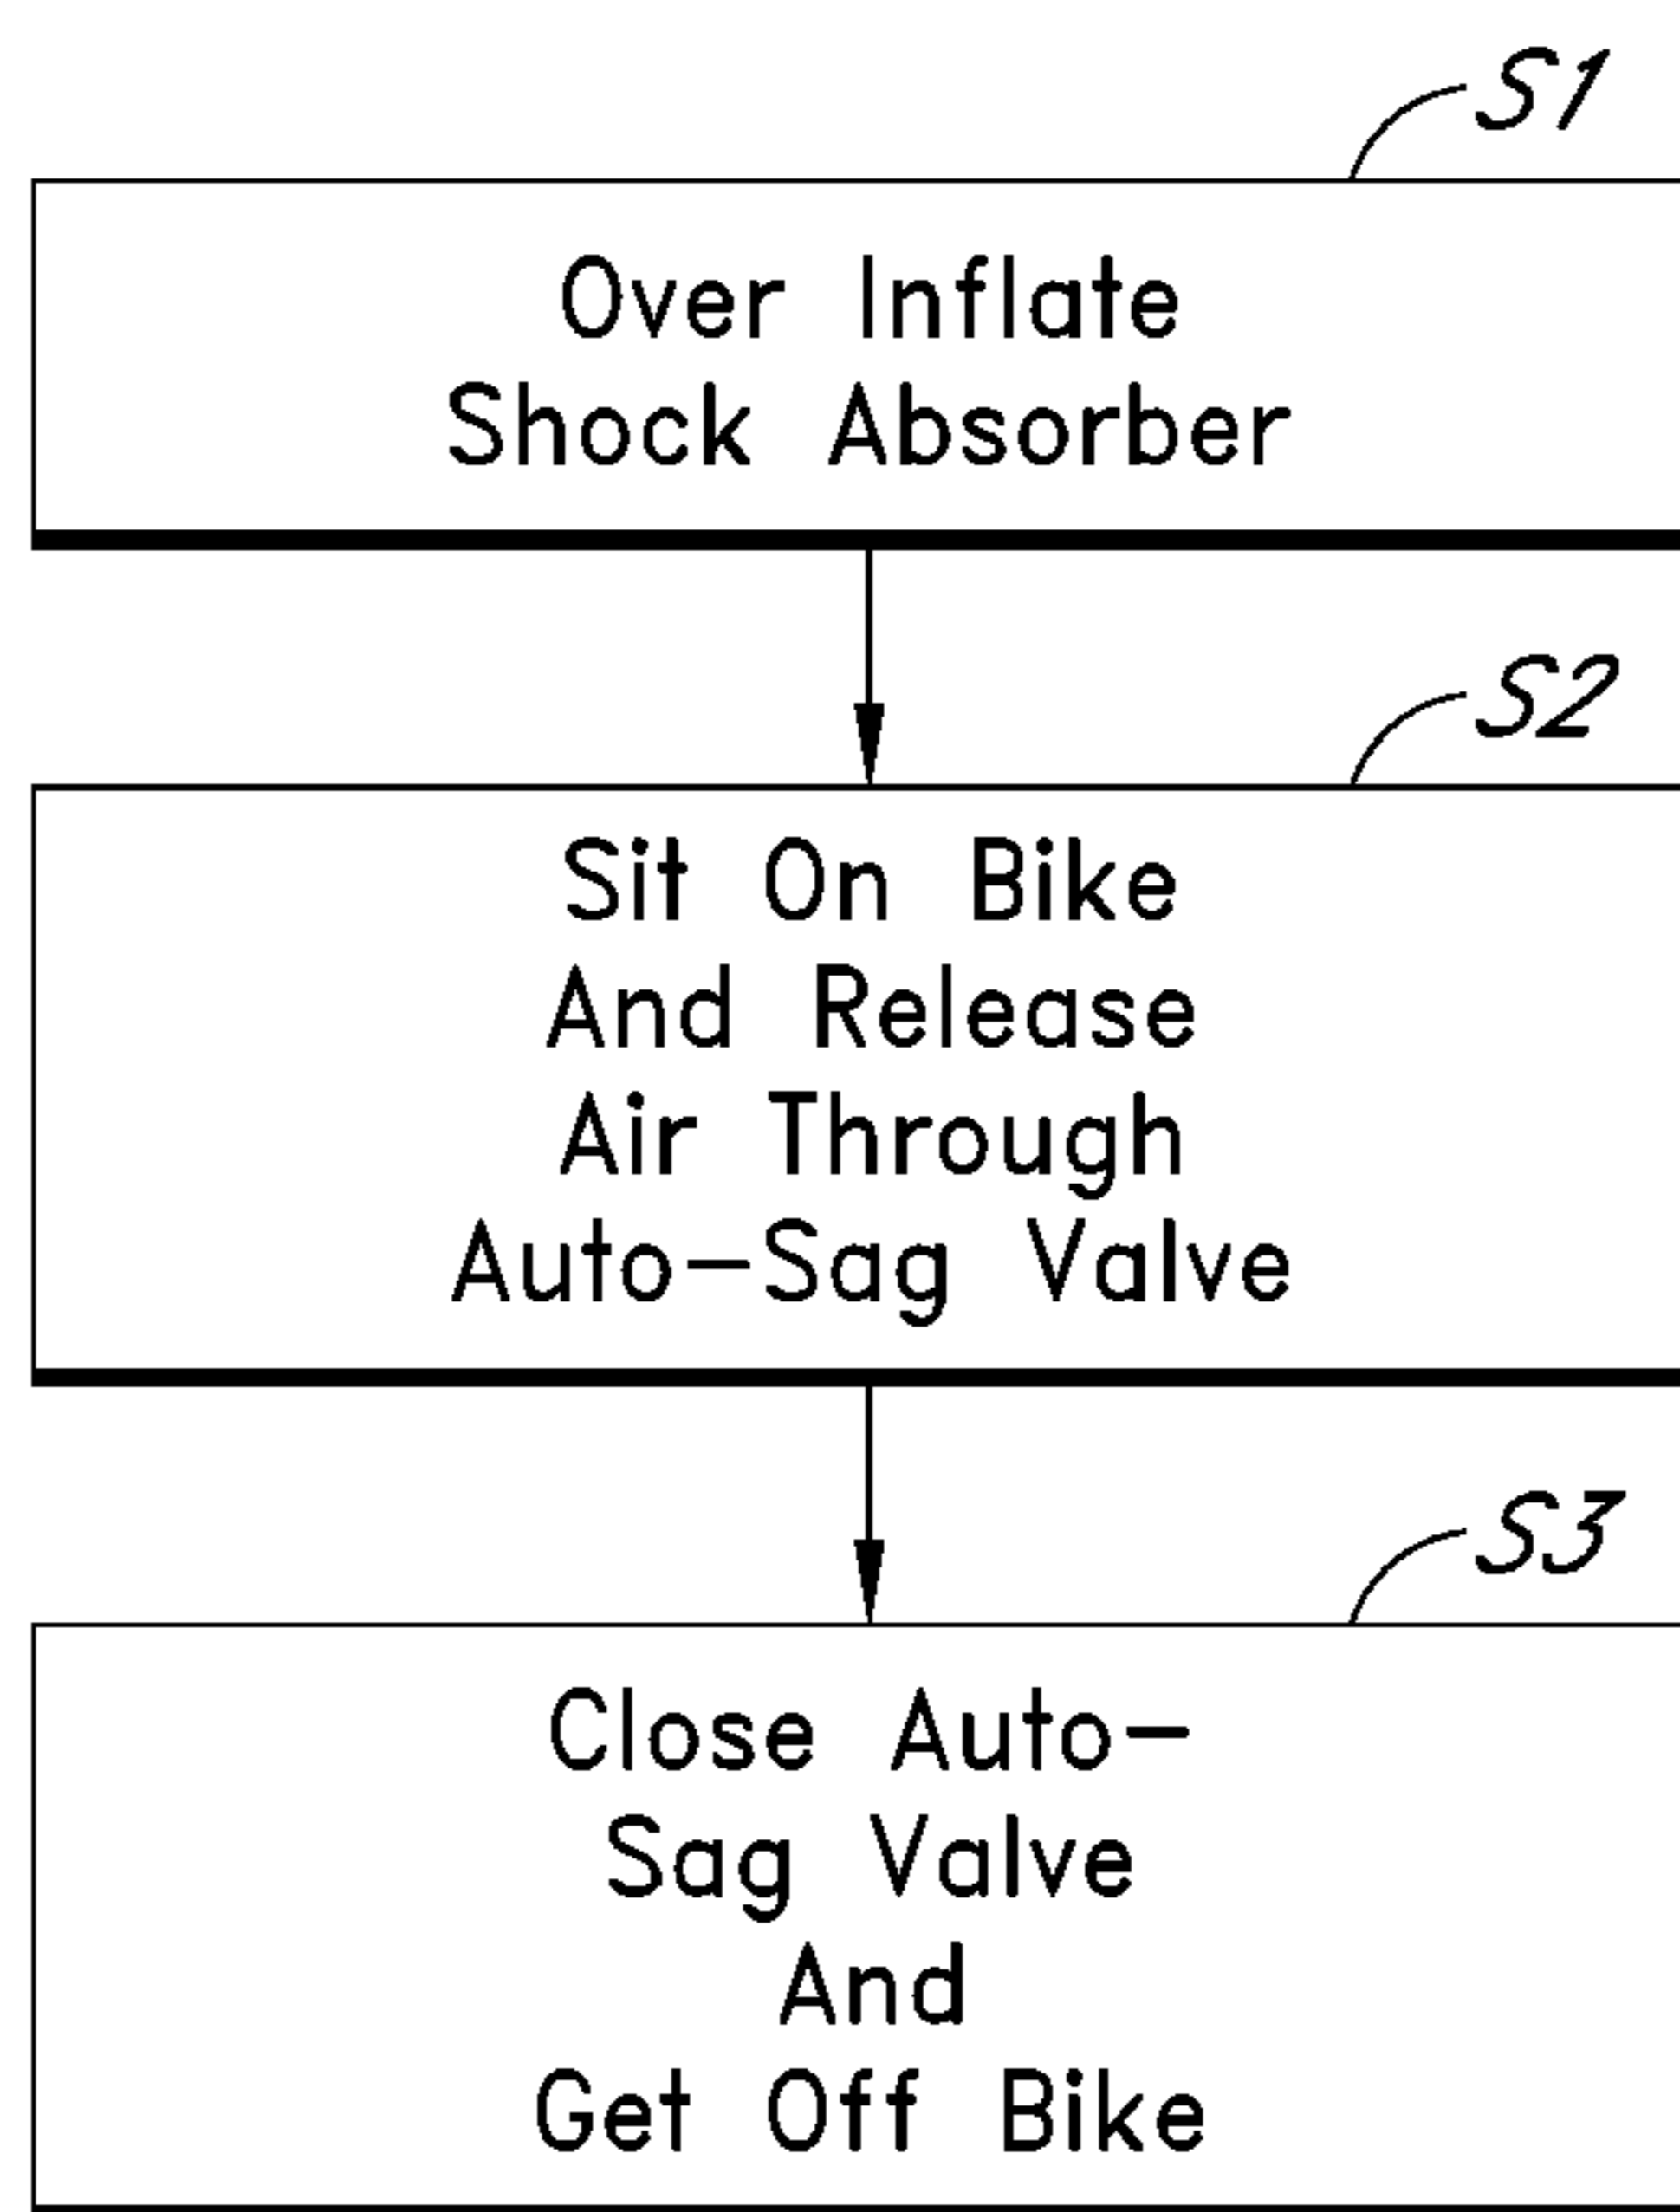 S1
Over Inflate
Shock Absorber
S2
Sit On Bike
And Release
Air Through
Auto-Sag Valve
S3
Close Auto-
Sag Valve
And
Get Off Bike